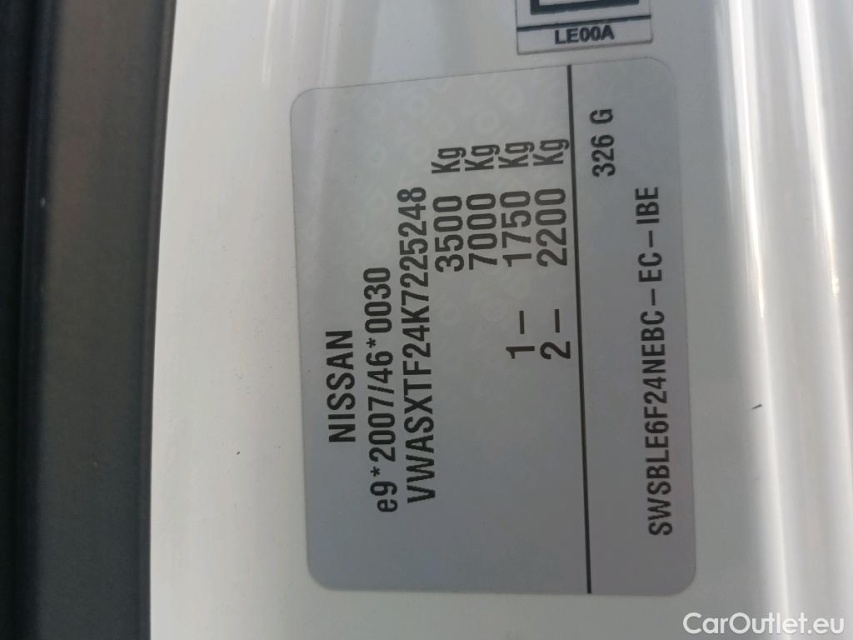 LE00A
NISSAN
e9*2007/46*0030
VWASXTF24K7225248
3500 Kg
7000 Kg
1– 1750 Kg
2– 2200 Kg
326 G
SWSBLE6F24NEBC–EC–IBE
CarOutlet.eu